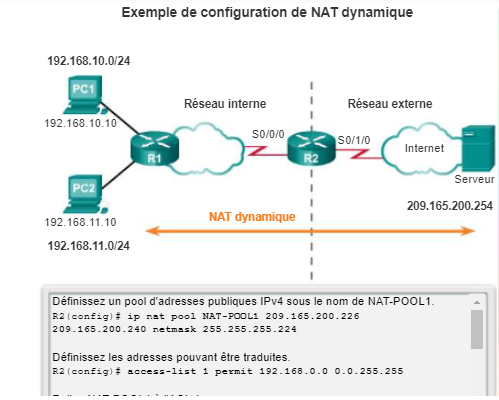 Exemple de configuration de NAT dynamique
192.168.10.0/24
PC1
192.168.10.10
Réseau interne
Réseau externe
S0/0/0
S0/1/0
R1
R2
Internet
Serveur
PC2
192.168.11.10
209.165.200.254
192.168.11.0/24
NAT dynamique
Définissez un pool d'adresses publiques IPv4 sous le nom de NAT-POOL1.
R2(config)# ip nat pool NAT-POOL1 209.165.200.226
209.165.200.240 netmask 255.255.255.224
Définissez les adresses pouvant être traduites.
R2(config)# access-list 1 permit 192.168.0.0 0.0.255.255